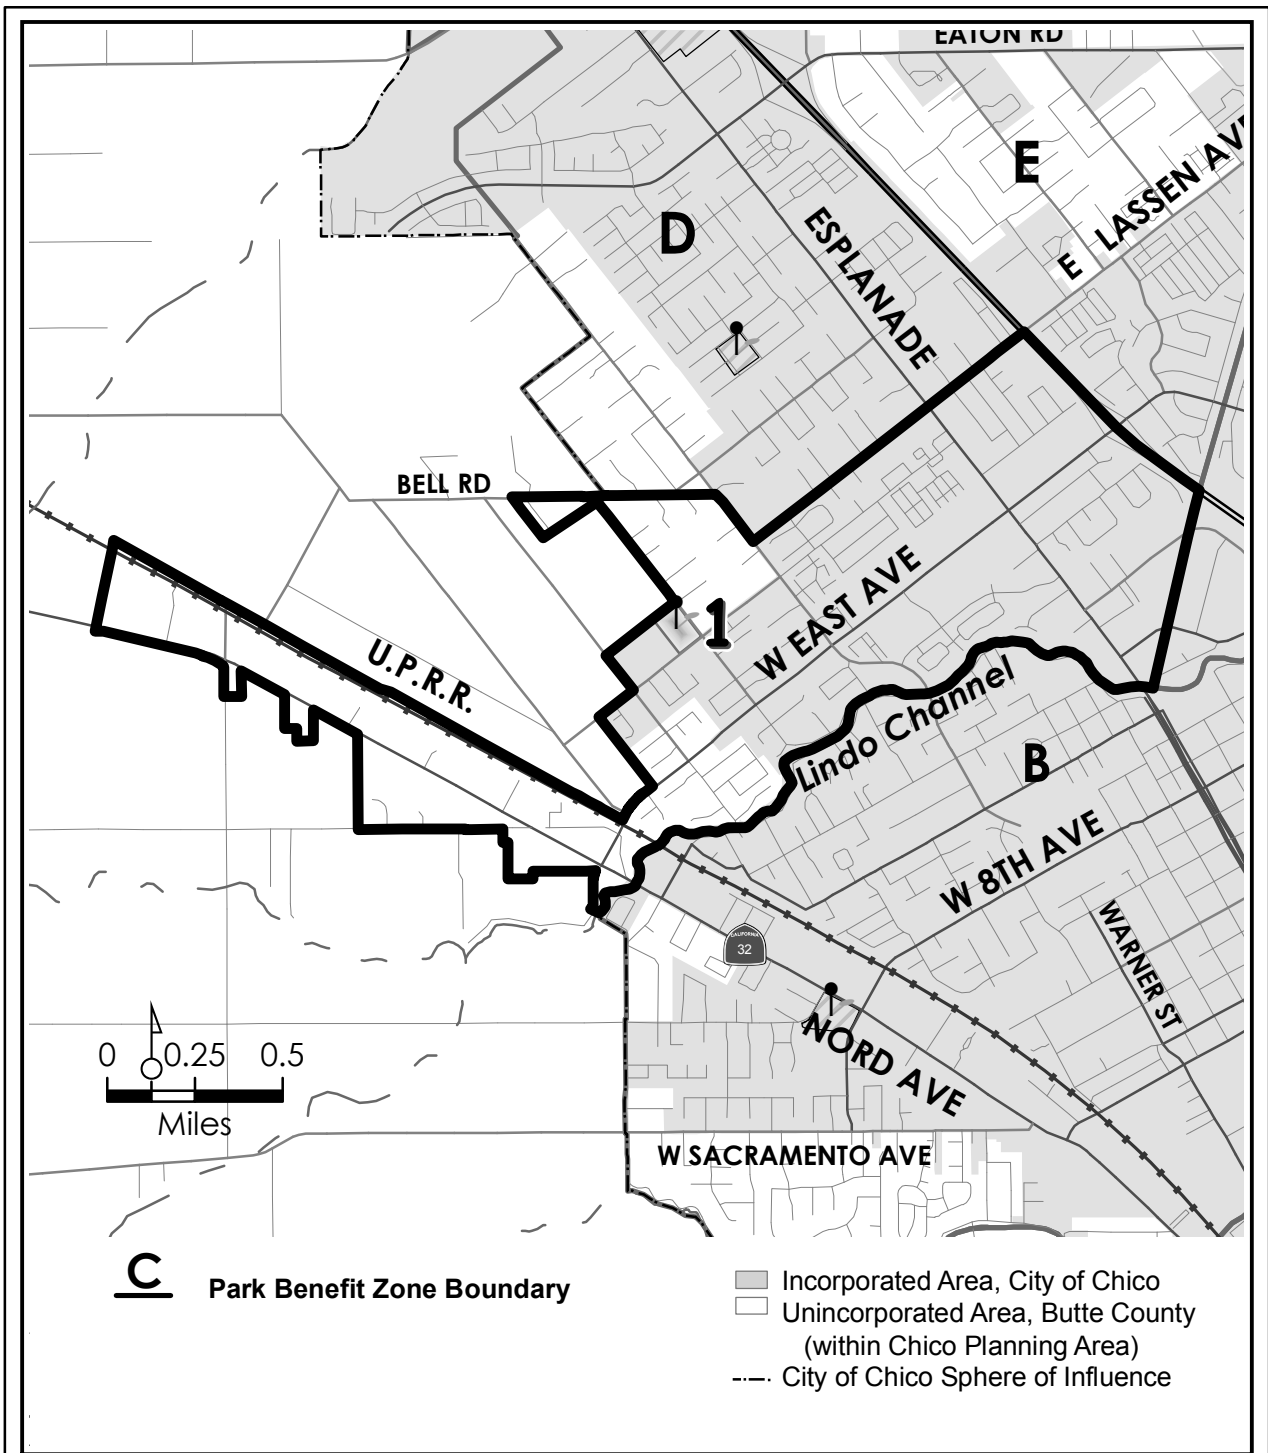 EATON RD
E
E LASSEN AVE
D
ESPLANADE
BELL RD
1
W EAST AVE
U.P.R.R.
Lindo Channel
B
W 8TH AVE
WARNER ST
CALIFORNIA
32
NORD AVE
0 0.25 0.5
Miles
W SACRAMENTO AVE
C Park Benefit Zone Boundary
Incorporated Area, City of Chico
Unincorporated Area, Butte County
(within Chico Planning Area)
City of Chico Sphere of Influence